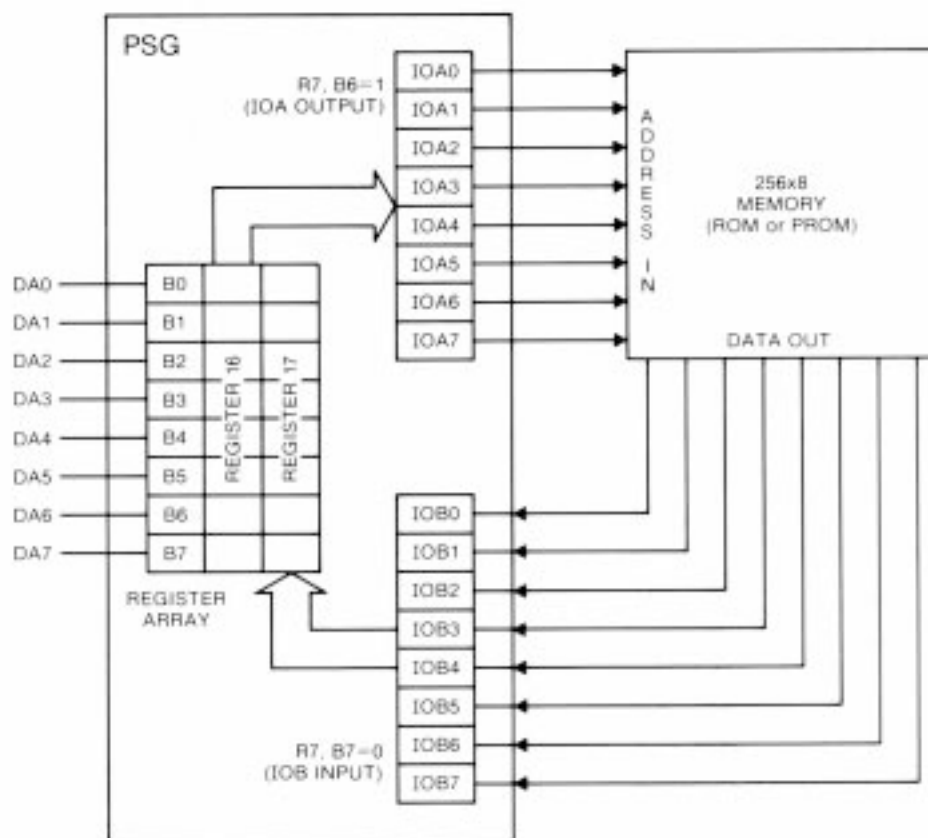 PSG
R7, B6=1
(IOA OUTPUT)
IOA0
IOA1
IOA2
IOA3
IOA4
IOA5
IOA6
IOA7
ADDRESS IN
256x8
MEMORY
(ROM or PROM)
DATA OUT
DA0
DA1
DA2
DA3
DA4
DA5
DA6
DA7
B0
B1
B2
B3
B4
B5
B6
B7
REGISTER 16
REGISTER 17
REGISTER
ARRAY
IOB0
IOB1
IOB2
IOB3
IOB4
IOB5
IOB6
IOB7
R7, B7=0
(IOB INPUT)